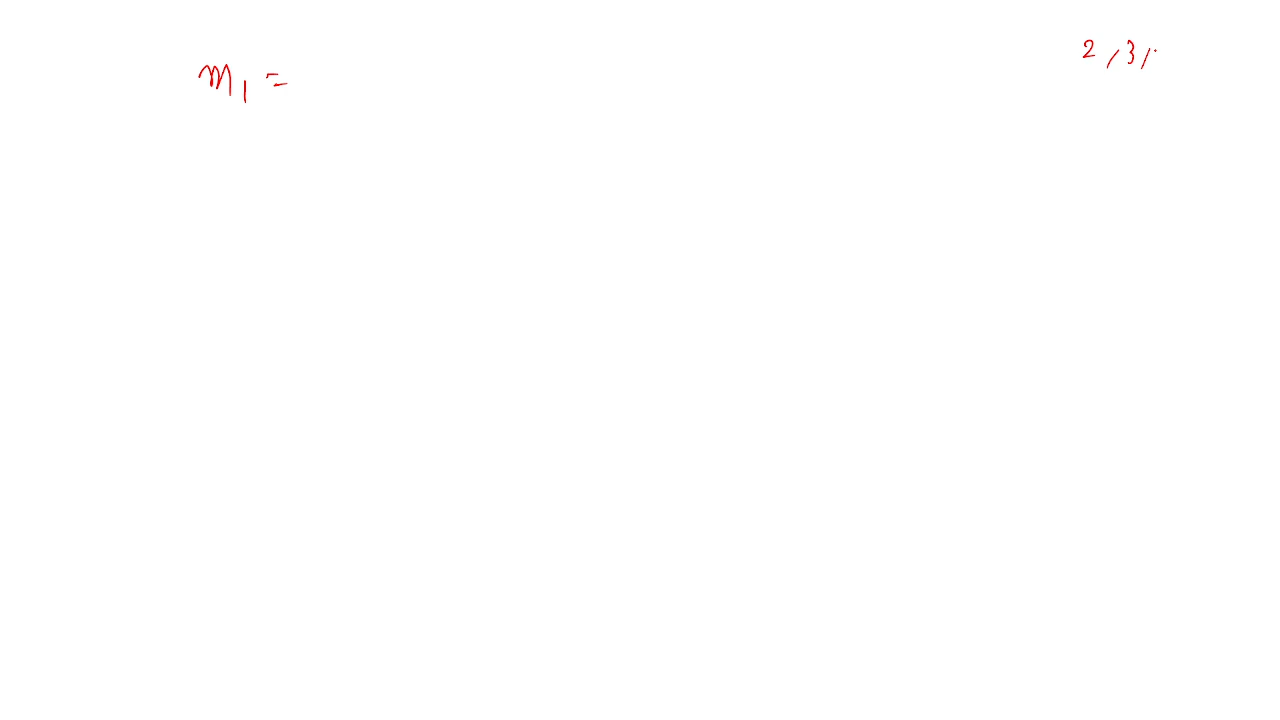 m₁ =
2, 3,